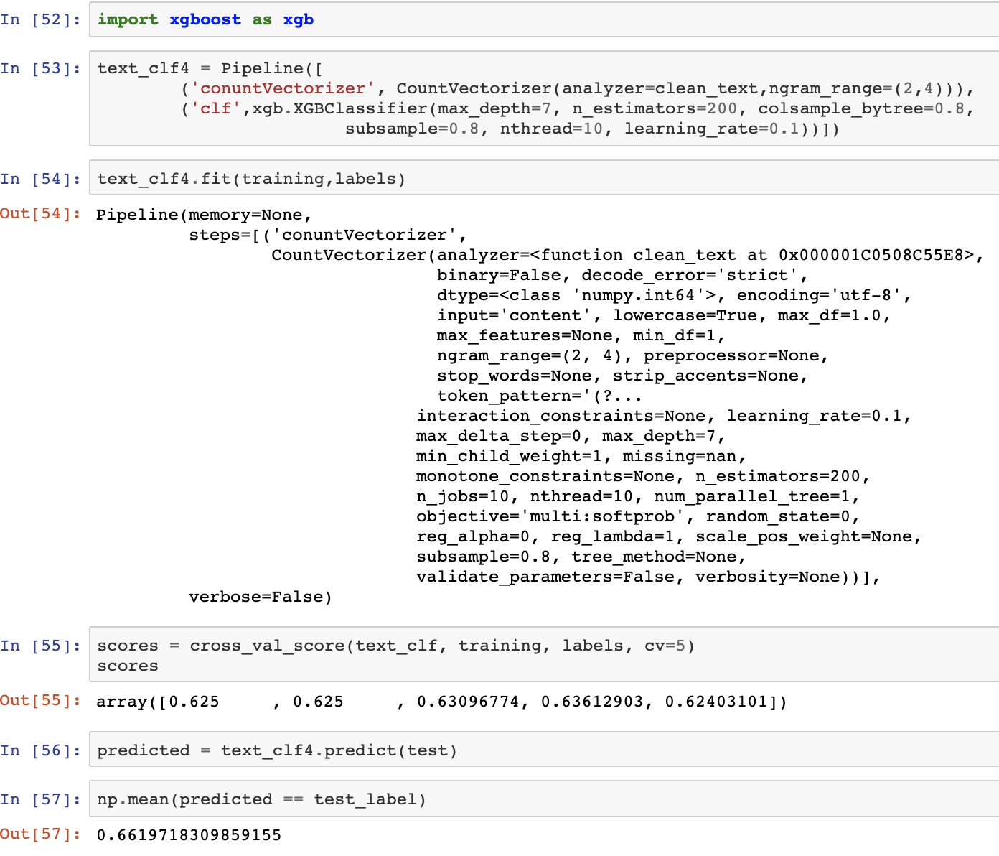 In [52]: import xgboost as xgb
In [53]: text_clf4 = Pipeline([
('conuntVectorizer', CountVectorizer(analyzer=clean_text,ngram_range=(2,4))),
('clf',xgb.XGBClassifier(max_depth=7, n_estimators=200, colsample_bytree=0.8,
subsample=0.8, nthread=10, learning_rate=0.1))])
In [54]: text_clf4.fit(training,labels)
Out[54]: Pipeline(memory=None,
steps=[('conuntVectorizer',
CountVectorizer(analyzer=<function clean_text at 0x000001C0508C55E8>,
binary=False, decode_error='strict',
dtype=<class 'numpy.int64'>, encoding='utf-8',
input='content', lowercase=True, max_df=1.0,
max_features=None, min_df=1,
ngram_range=(2, 4), preprocessor=None,
stop_words=None, strip_accents=None,
token_pattern='(?...
interaction_constraints=None, learning_rate=0.1,
max_delta_step=0, max_depth=7,
min_child_weight=1, missing=nan,
monotone_constraints=None, n_estimators=200,
n_jobs=10, nthread=10, num_parallel_tree=1,
objective='multi:softprob', random_state=0,
reg_alpha=0, reg_lambda=1, scale_pos_weight=None,
subsample=0.8, tree_method=None,
validate_parameters=False, verbosity=None))],
verbose=False)
In [55]: scores = cross_val_score(text_clf, training, labels, cv=5)
scores
Out[55]: array([0.625     , 0.625     , 0.63096774, 0.63612903, 0.62403101])
In [56]: predicted = text_clf4.predict(test)
In [57]: np.mean(predicted == test_label)
Out[57]: 0.6619718309859155